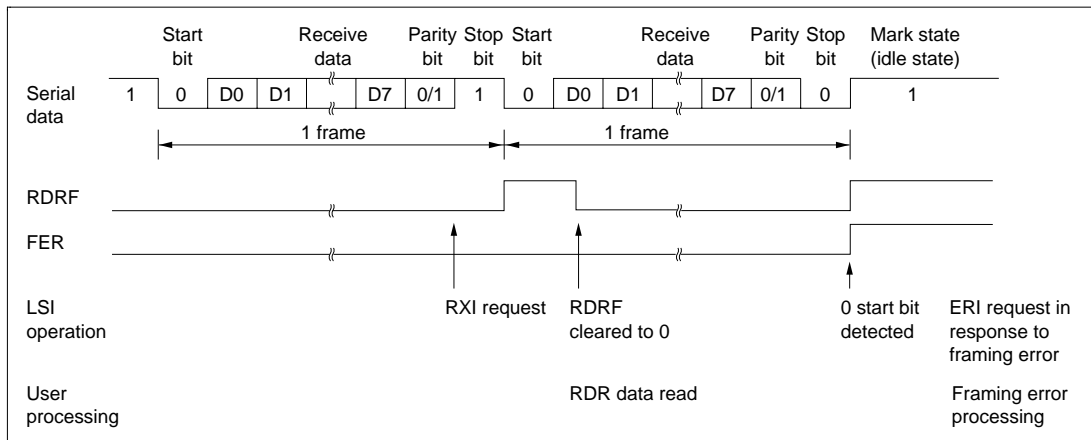 Start bit Receive data Parity bit Stop bit Start bit Receive data Parity bit Stop bit Mark state (idle state)
Serial data 1 0 D0 D1 D7 0/1 1 0 D0 D1 D7 0/1 0 1
1 frame 1 frame
RDRF
FER
LSI operation RXI request RDRF cleared to 0 0 start bit detected ERI request in response to framing error
User processing RDR data read Framing error processing